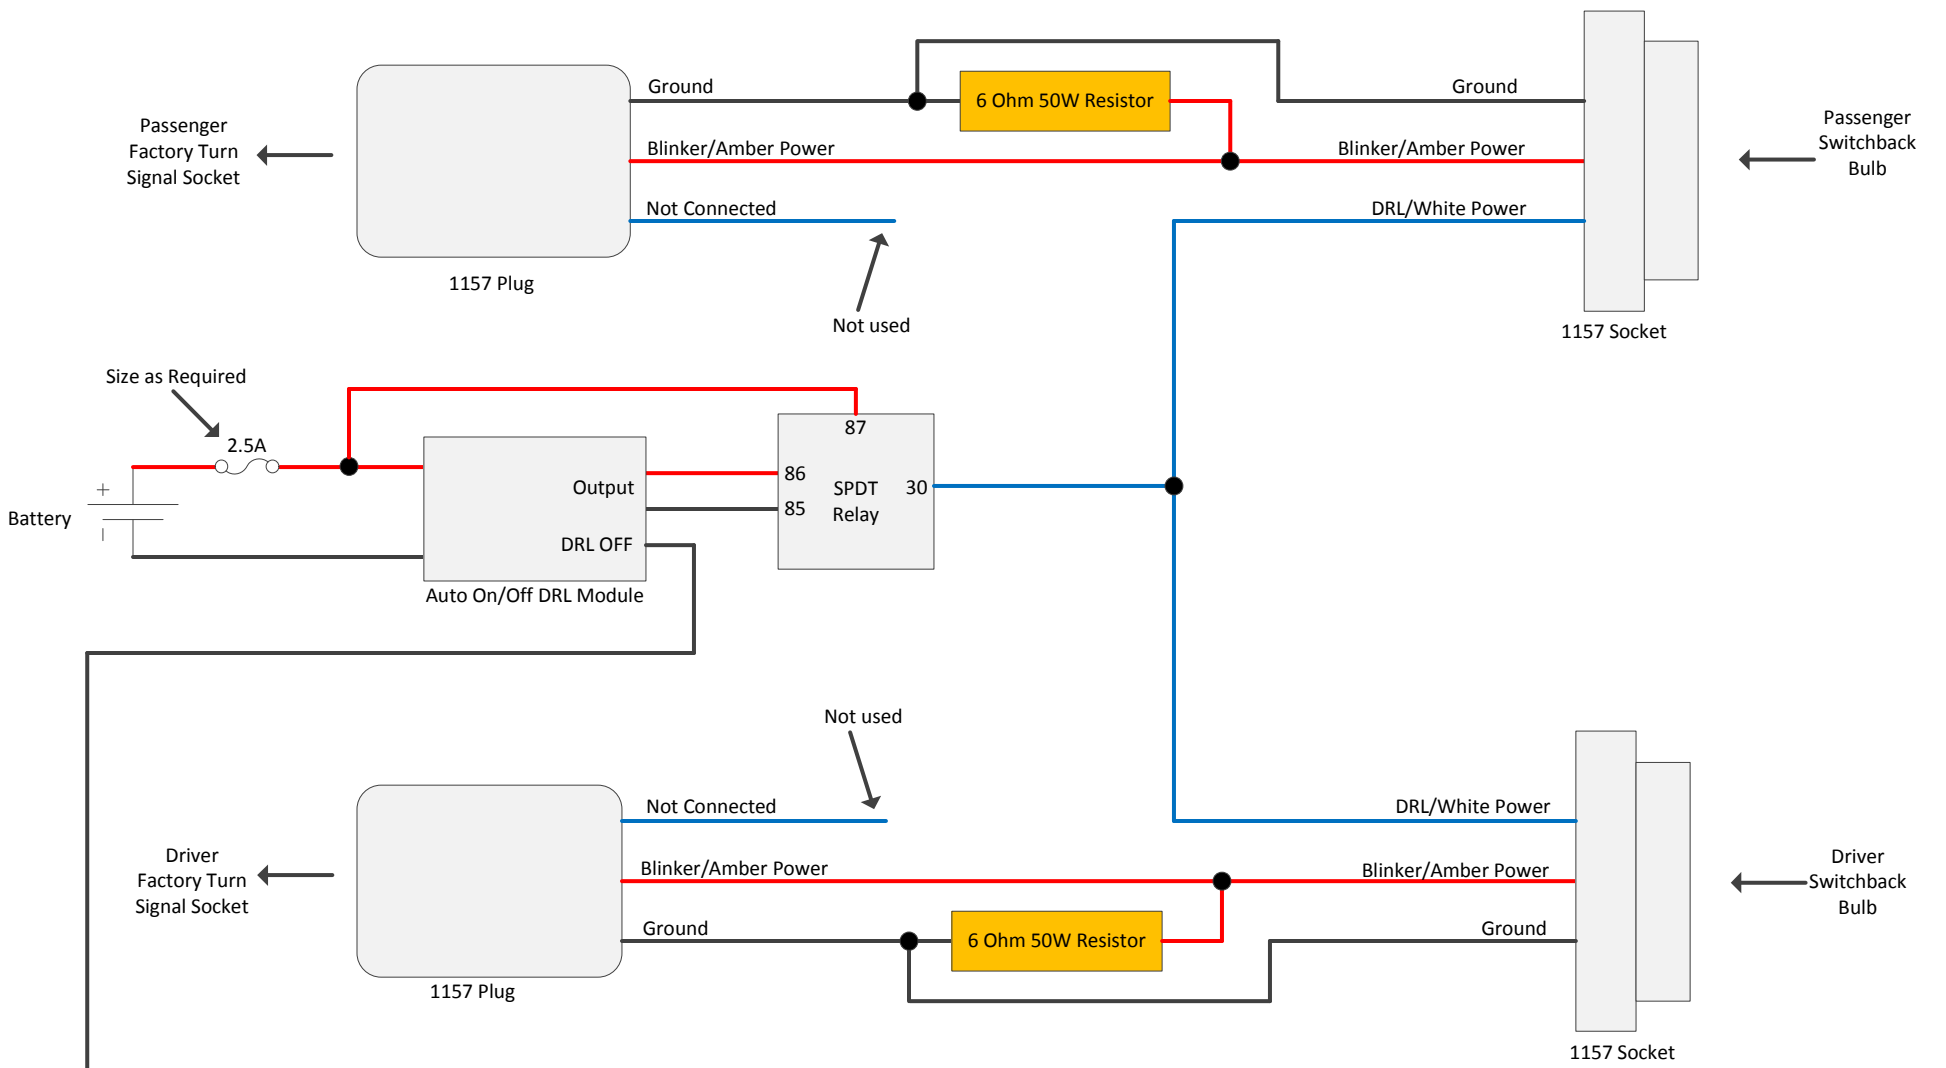 Ground
6 Ohm 50W Resistor
Ground
Passenger
Factory Turn
Signal Socket
Blinker/Amber Power
Blinker/Amber Power
Passenger
Switchback
Bulb
Not Connected
DRL/White Power
1157 Plug
Not used
1157 Socket
Size as Required
2.5A
87
+
Battery
Output
DRL OFF
86
85
SPDT
Relay
30
Auto On/Off DRL Module
Not used
Not Connected
DRL/White Power
Driver
Factory Turn
Signal Socket
Blinker/Amber Power
Blinker/Amber Power
Driver
Switchback
Bulb
Ground
6 Ohm 50W Resistor
Ground
1157 Plug
1157 Socket